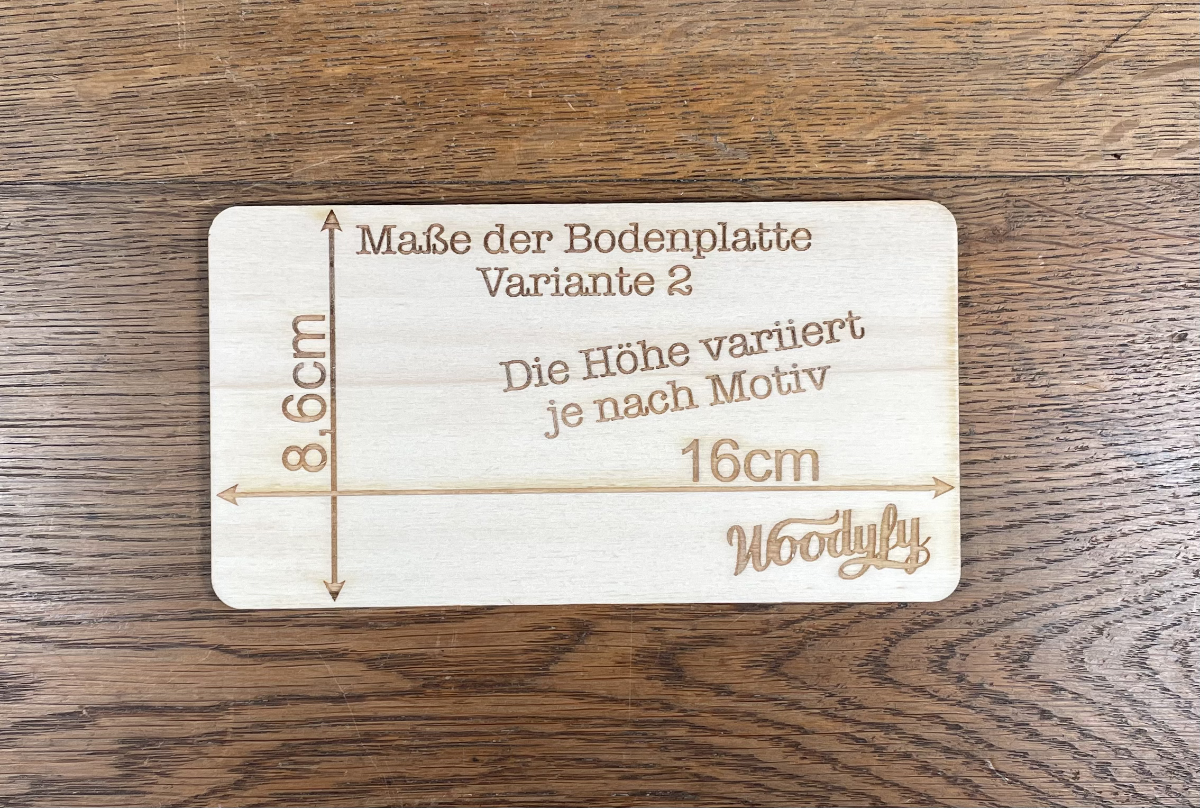 Maße der Bodenplatte
Variante 2
Die Höhe variiert
je nach Motiv
8,6cm
16cm
Woodyfy